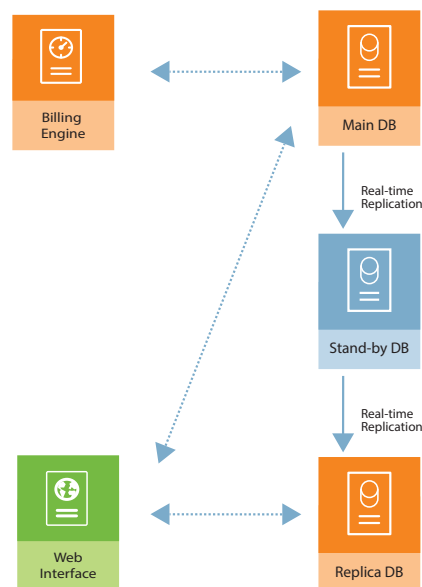 Billing
Engine
Main DB
Real-time
Replication
Stand-by DB
Real-time
Replication
Web
Interface
Replica DB